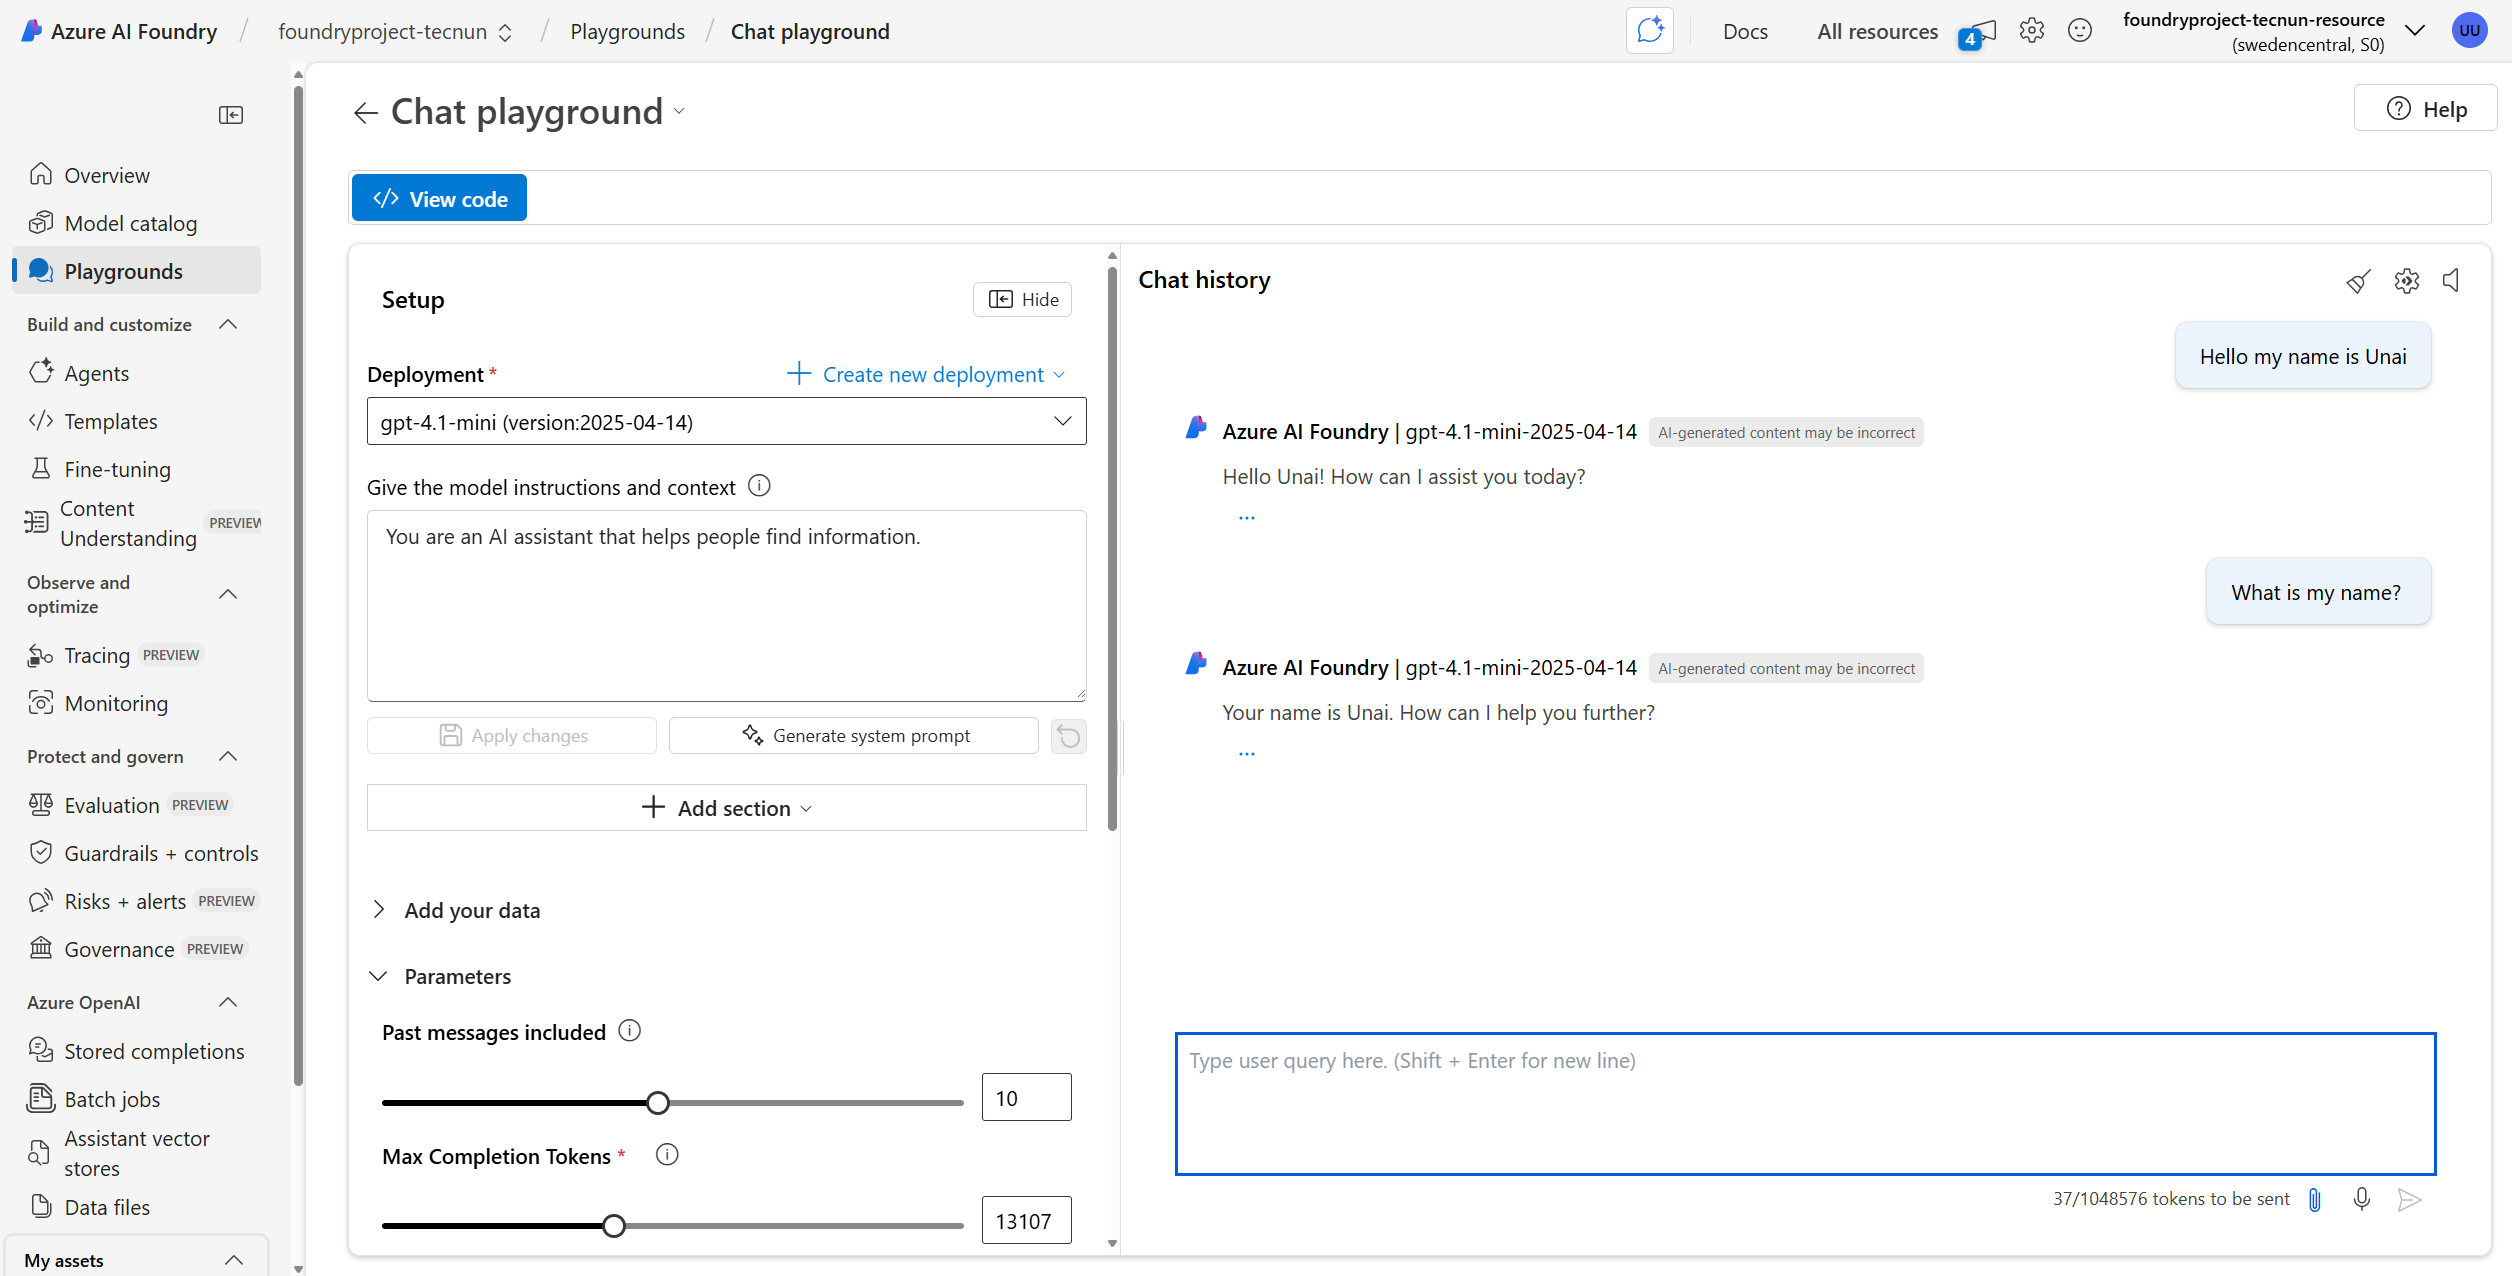 Azure AI Foundry / foundryproject-tecnun / Playgrounds / Chat playground
Docs
All resources
4
foundryproject-tecnun-resource
(swedencentral, S0)
UU
Overview
Model catalog
Playgrounds
Build and customize
Agents
Templates
Fine-tuning
Content
Understanding
PREVIEW
Observe and
optimize
Tracing PREVIEW
Monitoring
Protect and govern
Evaluation PREVIEW
Guardrails + controls
Risks + alerts PREVIEW
Governance PREVIEW
Azure OpenAI
Stored completions
Batch jobs
Assistant vector
stores
Data files
My assets
Chat playground
Help
View code
Setup
Hide
Deployment *
Create new deployment
gpt-4.1-mini (version:2025-04-14)
Give the model instructions and context
You are an AI assistant that helps people find information.
Apply changes
Generate system prompt
Add section
Add your data
Parameters
Past messages included
10
Max Completion Tokens *
13107
Chat history
Hello my name is Unai
Azure AI Foundry | gpt-4.1-mini-2025-04-14 AI-generated content may be incorrect
Hello Unai! How can I assist you today?
...
What is my name?
Azure AI Foundry | gpt-4.1-mini-2025-04-14 AI-generated content may be incorrect
Your name is Unai. How can I help you further?
...
Type user query here. (Shift + Enter for new line)
37/1048576 tokens to be sent